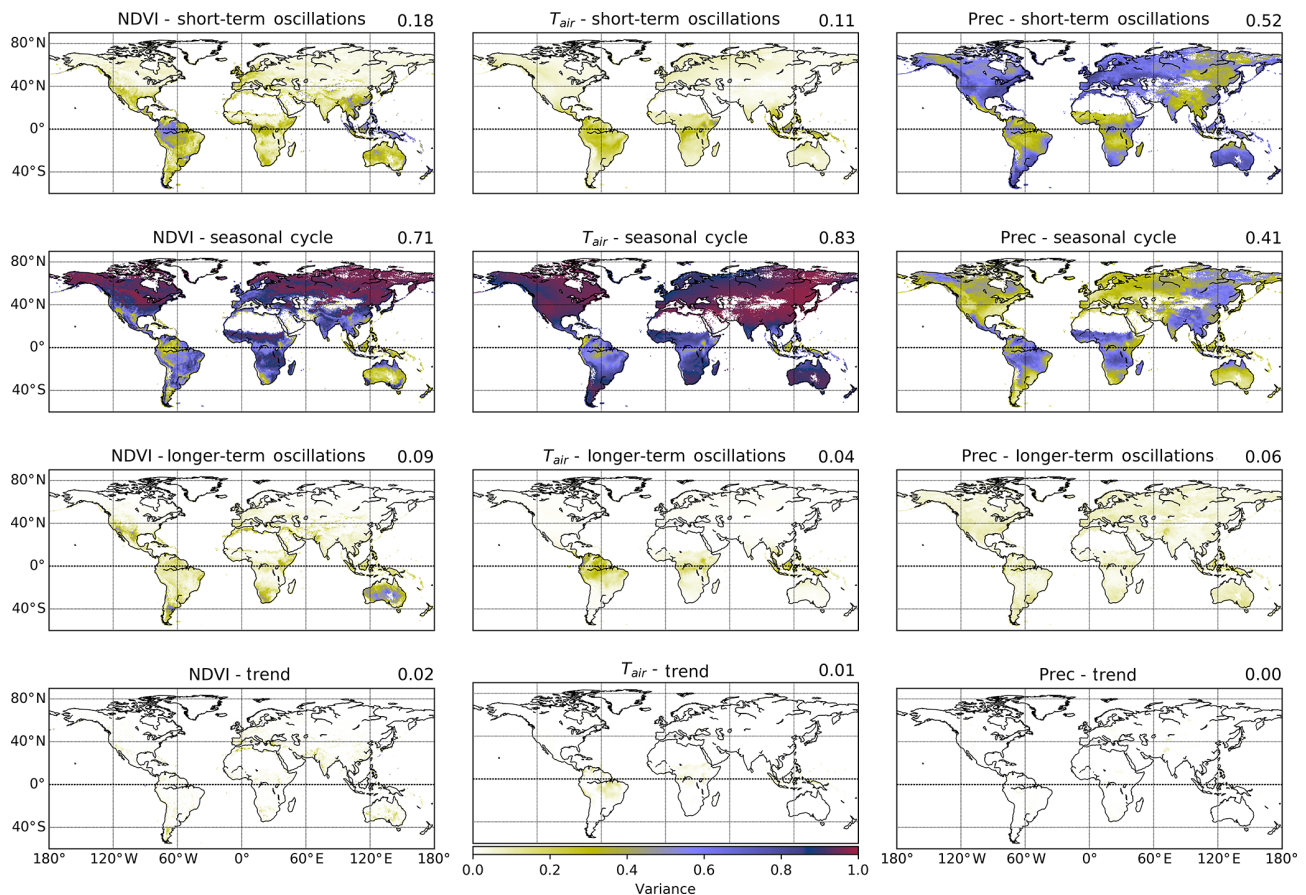 NDVI - short-term oscillations 0.18
T_air - short-term oscillations 0.11
Prec - short-term oscillations 0.52
80°N
40°N
0°
40°S
NDVI - seasonal cycle 0.71
T_air - seasonal cycle 0.83
Prec - seasonal cycle 0.41
80°N
40°N
0°
40°S
NDVI - longer-term oscillations 0.09
T_air - longer-term oscillations 0.04
Prec - longer-term oscillations 0.06
80°N
40°N
0°
40°S
NDVI - trend 0.02
T_air - trend 0.01
Prec - trend 0.00
80°N
40°N
0°
40°S
180° 120°W 60°W 0° 60°E 120°E 180°
0.0 0.2 0.4 0.6 0.8 1.0
Variance
180° 120°W 60°W 0° 60°E 120°E 180°